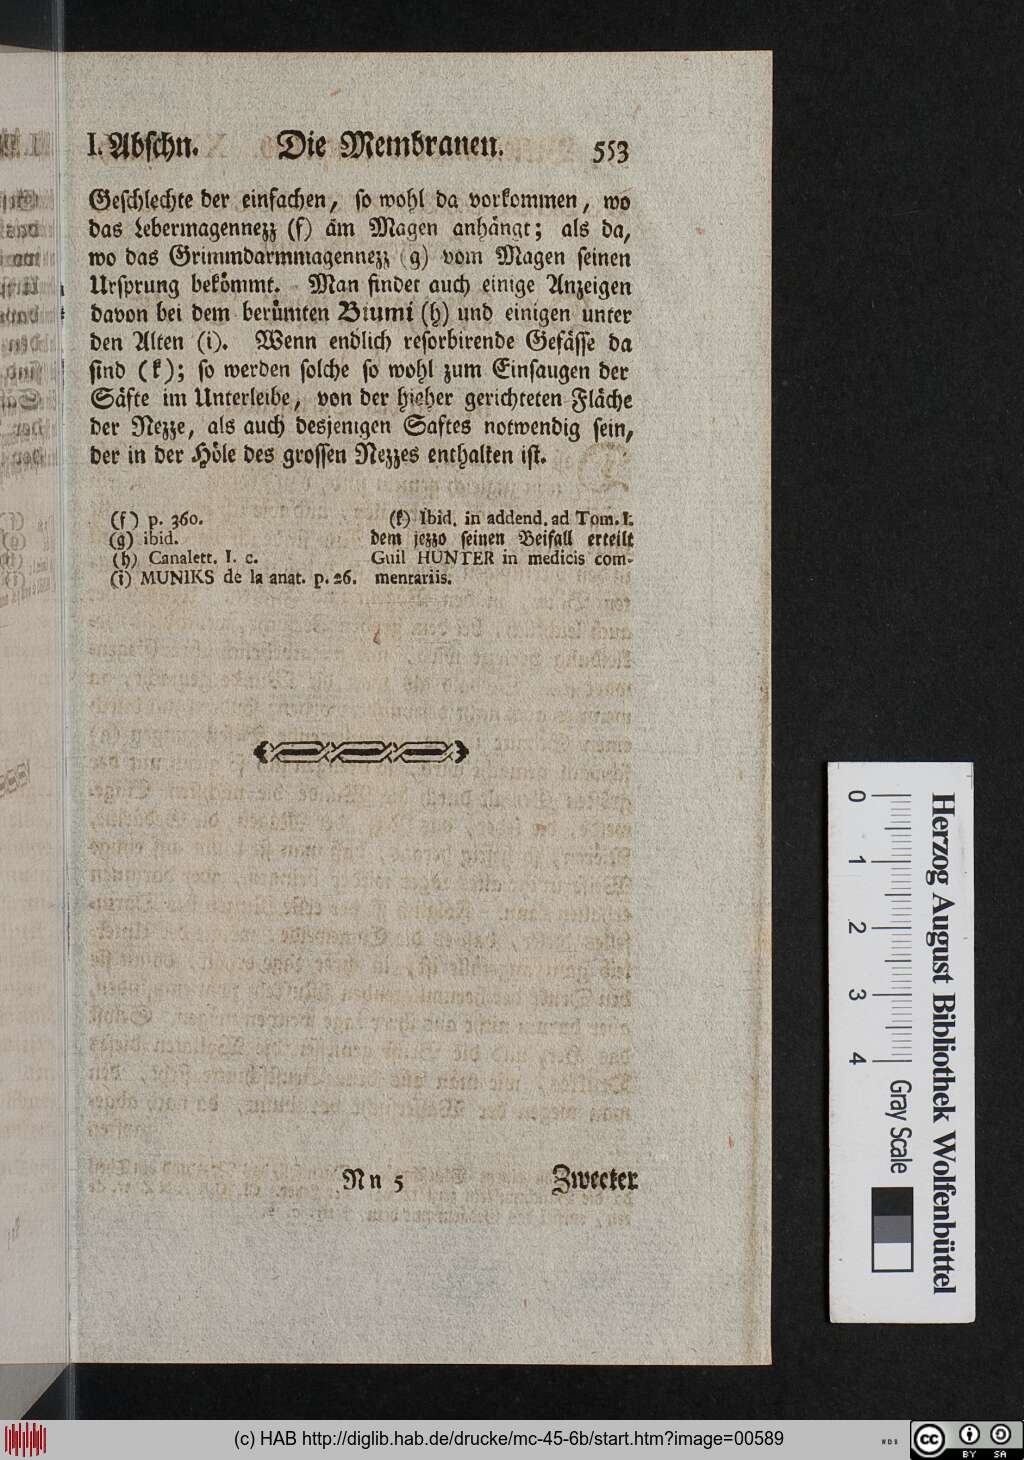 I. Abschn. Die Membranen. 553
Geschlechte der einfachen, so wohl da vorkommen, wo
das Lebermagennezz (f) äm Magen anhängt; als da,
wo das Grimmdarmmagennezz (g) vom Magen seinen
Ursprung bekömmt. Man findet auch einige Anzeigen
davon bei dem berümten Biumi (h) und einigen unter
den Alten (i). Wenn endlich resorbirende Gefässe da
sind (k); so werden solche so wohl zum Einsaugen der
Säfte im Unterleibe, von der hieher gerichteten Fläche
der Nezze, als auch desjenigen Saftes notwendig sein,
der in der Höle des grossen Nezzes enthalten ist.
(f) p. 360.
(g) ibid.
(h) Canalett. I. c.
(i) MUNIKS de la anat. p. 26.
(k) Ibid. in addend. ad Tom. I.
dem jezzo seinen Beifall erteilt
Guil HUNTER in medicis com-
mentariis.
Nn 5 Zweeter
Herzog August Bibliothek Wolfenbüttel
0 1 2 3 4 Gray Scale
(c) HAB http://diglib.hab.de/drucke/mc-45-6b/start.htm?image=00589
cc BY SA